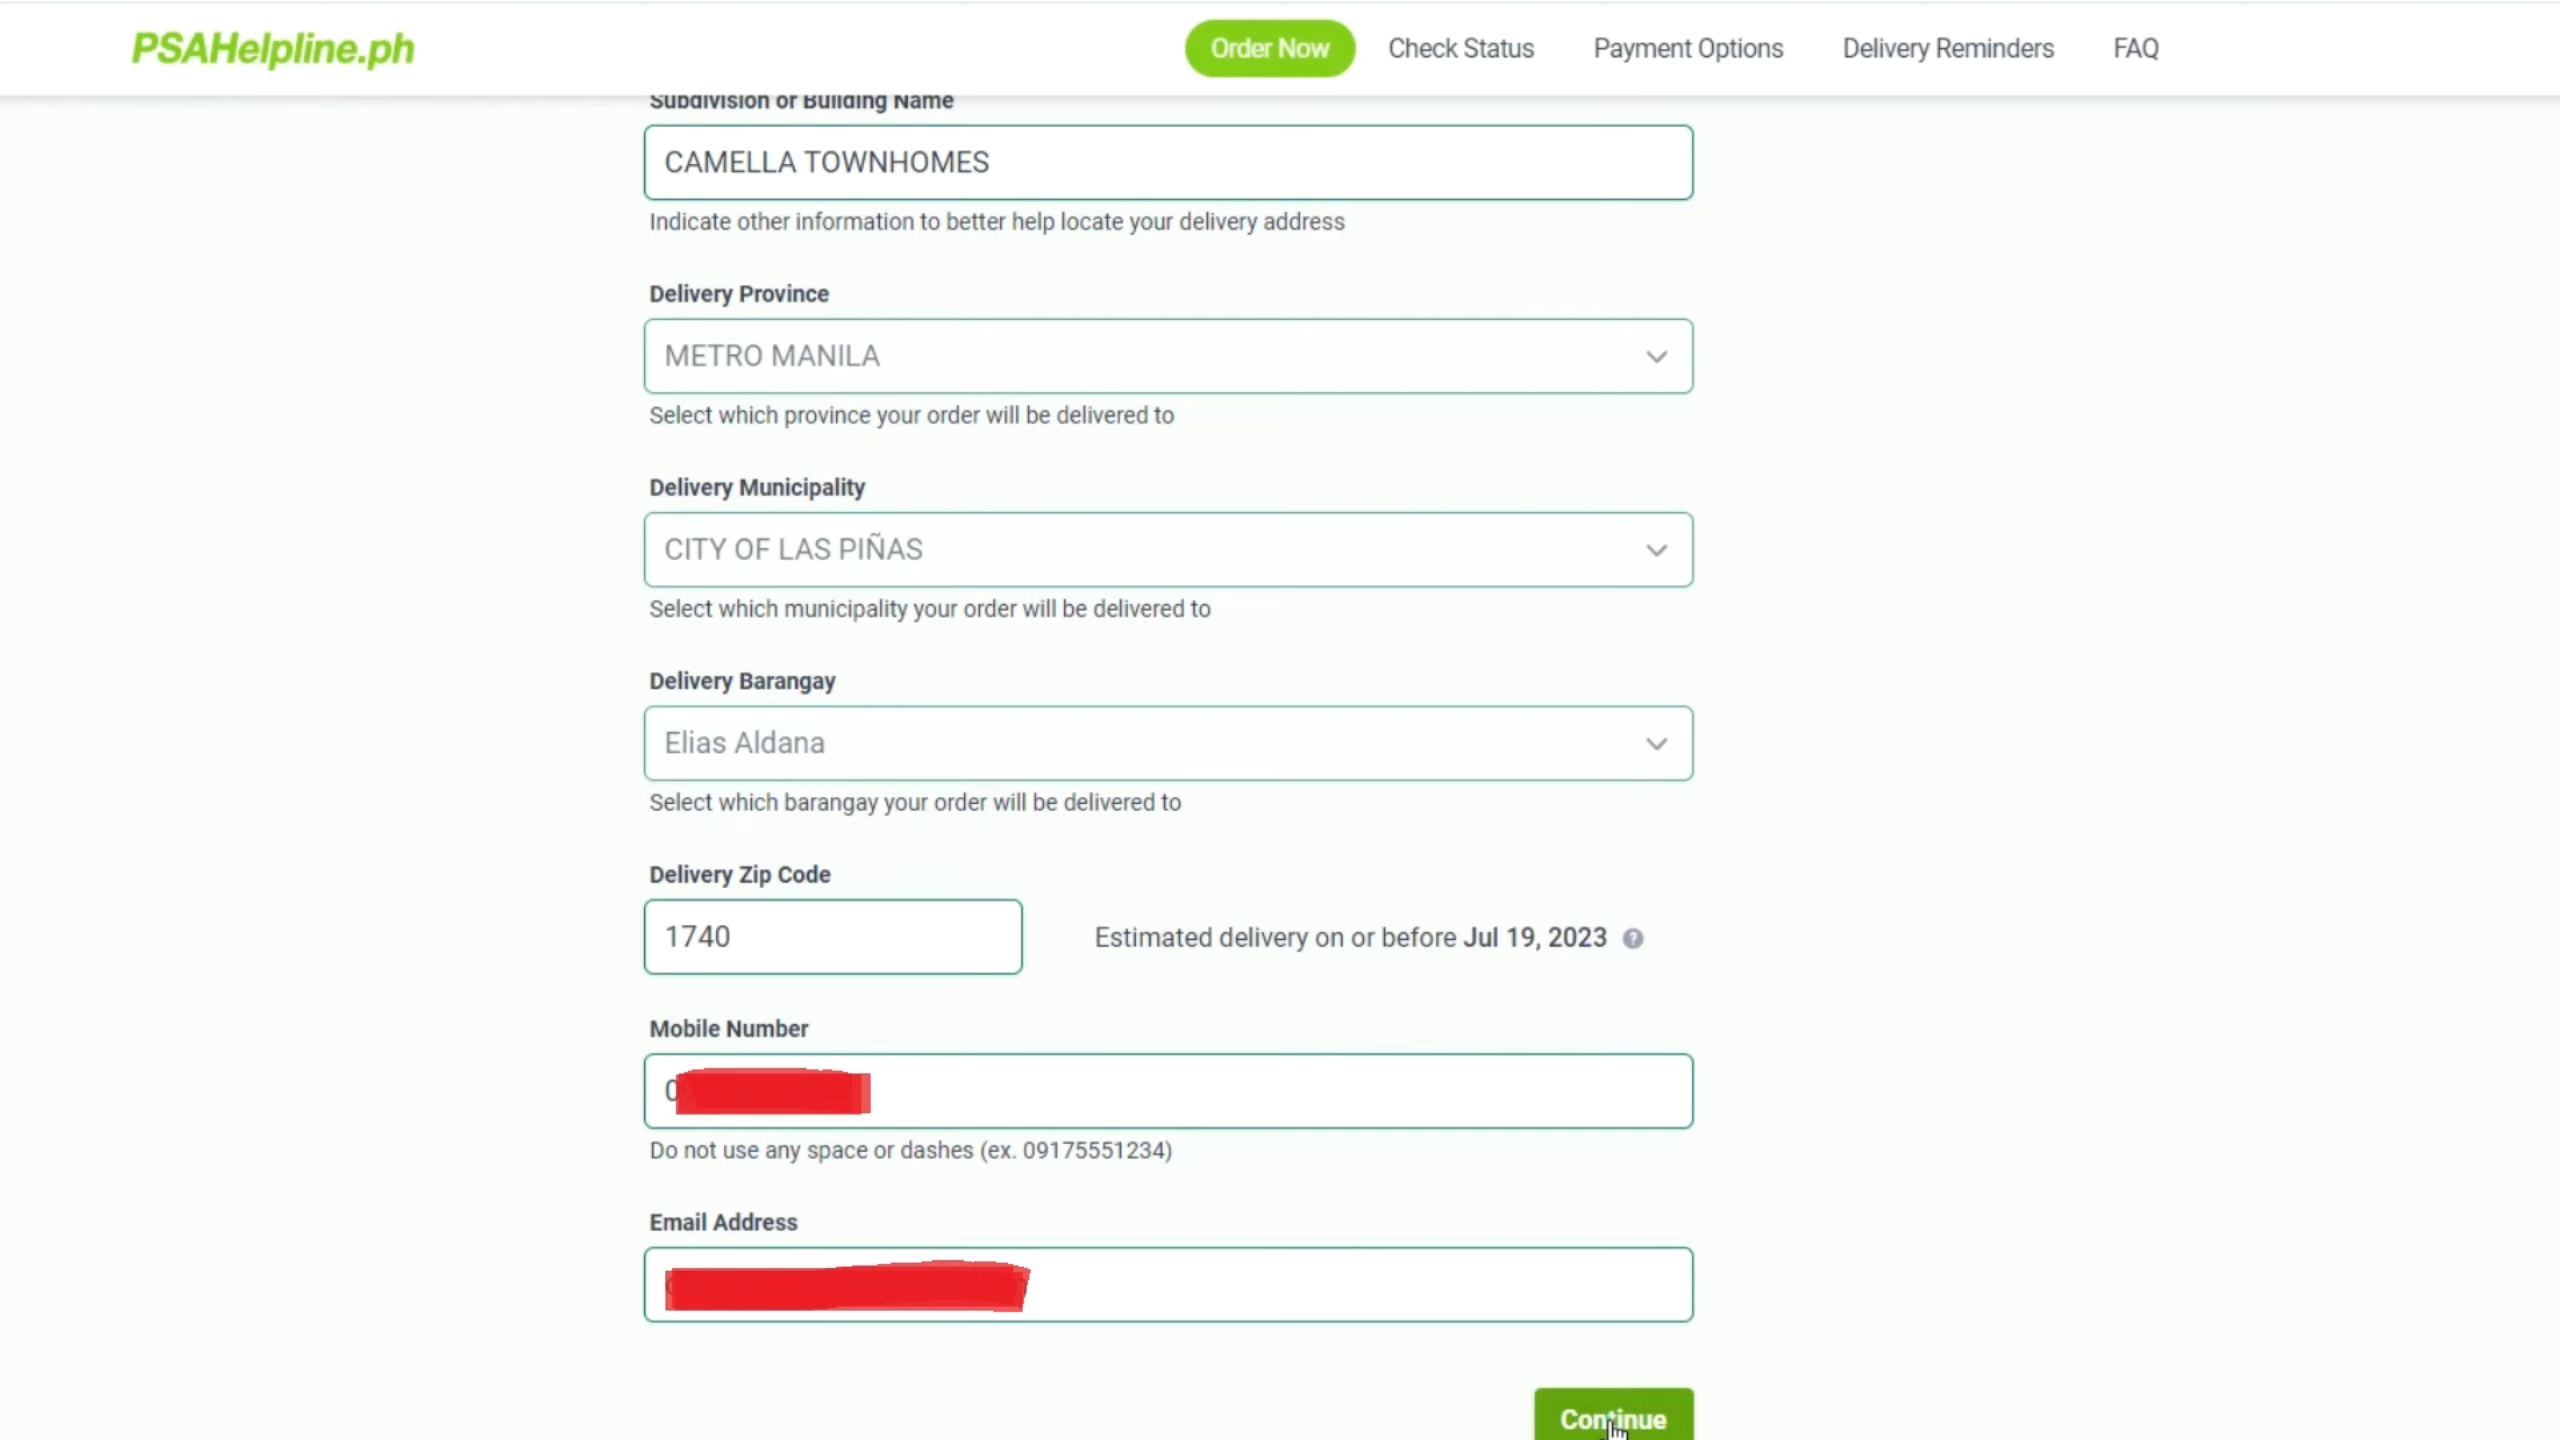 PSAHelpline.ph
Order Now
Check Status
Payment Options
Delivery Reminders
FAQ
Subdivision or Building Name
CAMELLA TOWNHOMES
Indicate other information to better help locate your delivery address
Delivery Province
METRO MANILA
Select which province your order will be delivered to
Delivery Municipality
CITY OF LAS PIÑAS
Select which municipality your order will be delivered to
Delivery Barangay
Elias Aldana
Select which barangay your order will be delivered to
Delivery Zip Code
1740
Estimated delivery on or before Jul 19, 2023
Mobile Number
0
Do not use any space or dashes (ex. 09175551234)
Email Address
Continue